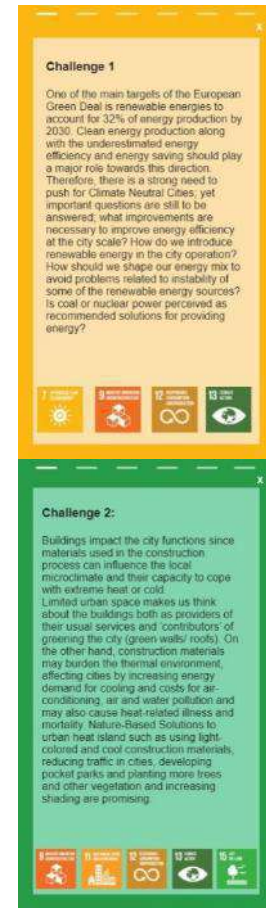 x
Challenge 1
One of the main targets of the European
Green Deal is renewable energies to
account for 32% of energy production by
2030. Clean energy production along
with the underestimated energy
efficiency and energy saving should play
a major role towards this direction.
Therefore, there is a strong need to
push for Climate Neutral Cities; yet
important questions are still to be
answered; what improvements are
necessary to improve energy efficiency
at the city scale? How do we introduce
renewable energy in the city operation?
How should we shape our energy mix to
avoid problems related to instability of
some of the renewable energy sources?
Is coal or nuclear power perceived as
recommended solutions for providing
energy?
7
9
12
13
x
Challenge 2:
Buildings impact the city functions since
materials used in the construction
process can influence the local
microclimate and their capacity to cope
with extreme heat or cold.
Limited urban space makes us think
about the buildings both as providers of
their usual services and 'contributors' of
greening the city (green walls/ roofs). On
the other hand, construction materials
may burden the thermal environment,
affecting cities by increasing energy
demand for cooling and costs for air-
conditioning, air and water pollution and
may also cause heat-related illness and
mortality. Nature-Based Solutions to
urban heat island such as using light-
colored and cool construction materials,
reducing traffic in cities, developing
pocket parks and planting more trees
and other vegetation and increasing
shading are promising.
9
11
12
13
15